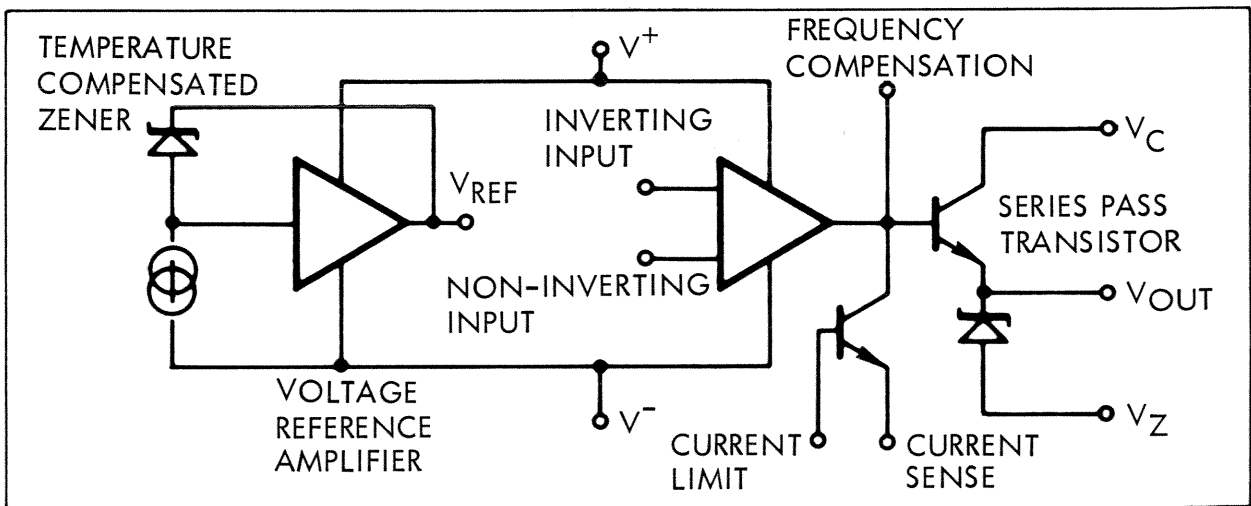 TEMPERATURE
COMPENSATED
ZENER
V+
FREQUENCY
COMPENSATION
INVERTING
INPUT
VREF
NON-INVERTING
INPUT
VC
SERIES PASS
TRANSISTOR
VOUT
VOLTAGE
REFERENCE
AMPLIFIER
V-
CURRENT
LIMIT
CURRENT
SENSE
VZ